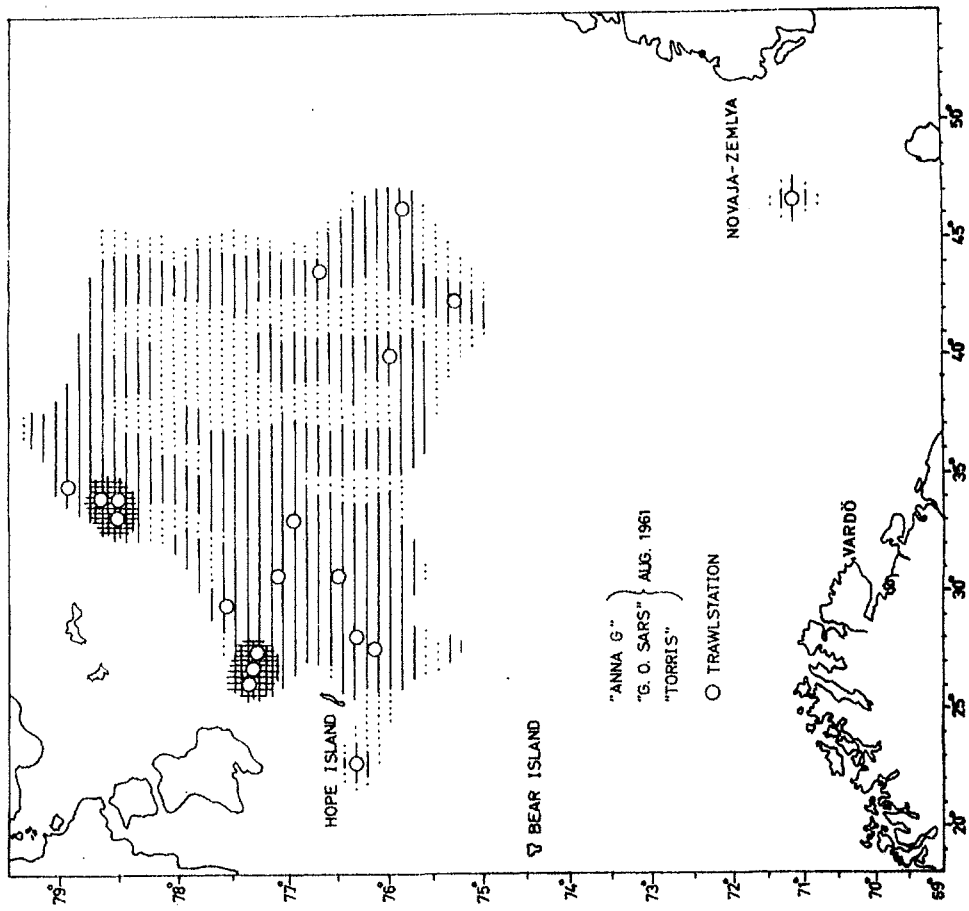 79°
78°
77°
76°
75°
74°
73°
72°
71°
70°
69°
HOPE ISLAND
BEAR ISLAND
NOVAJA-ZEMLYA
"ANNA G"
"G. O. SARS" } AUG. 1961
"TORRIS"
○ TRAWLSTATION
VARDÖ
20° 25° 30° 35° 40° 45° 50°